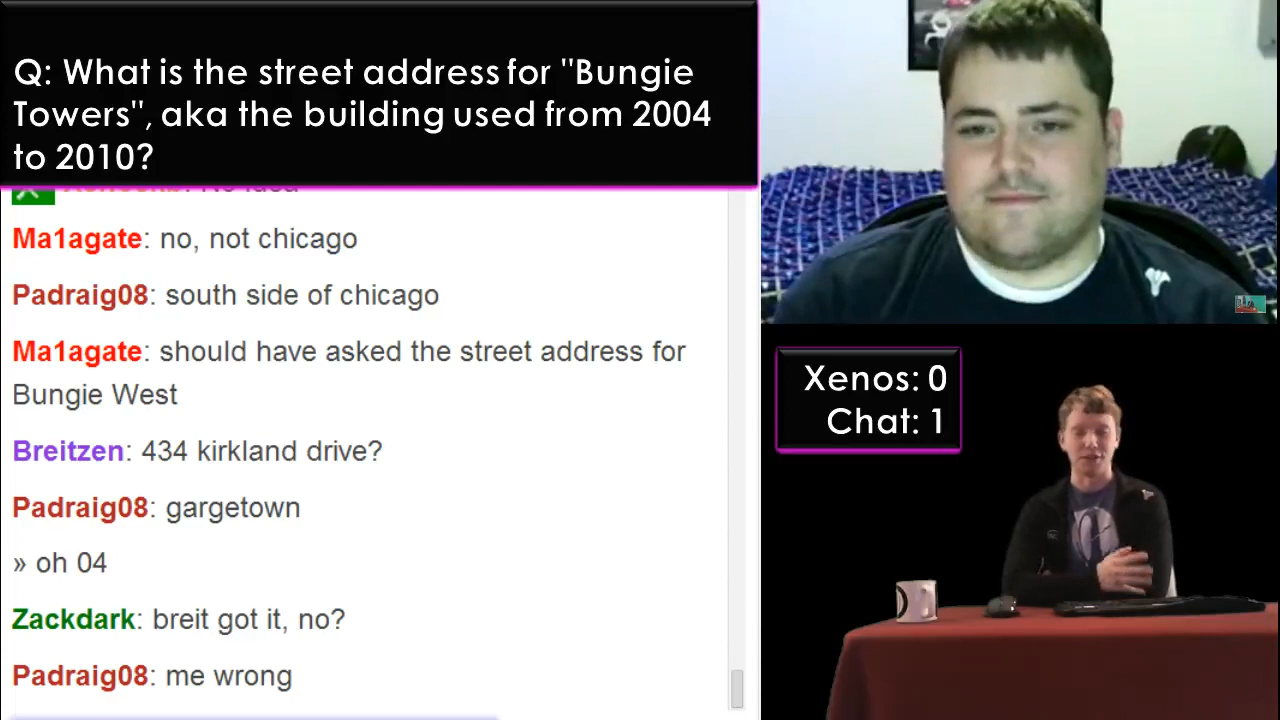 Q: What is the street address for "Bungie
Towers", aka the building used from 2004
to 2010?
Ma1agate: no, not chicago
Padraig08: south side of chicago
Ma1agate: should have asked the street address for
Bungie West
Breitzen: 434 kirkland drive?
Padraig08: gargetown
» oh 04
Zackdark: breit got it, no?
Padraig08: me wrong
Xenos: 0
Chat: 1